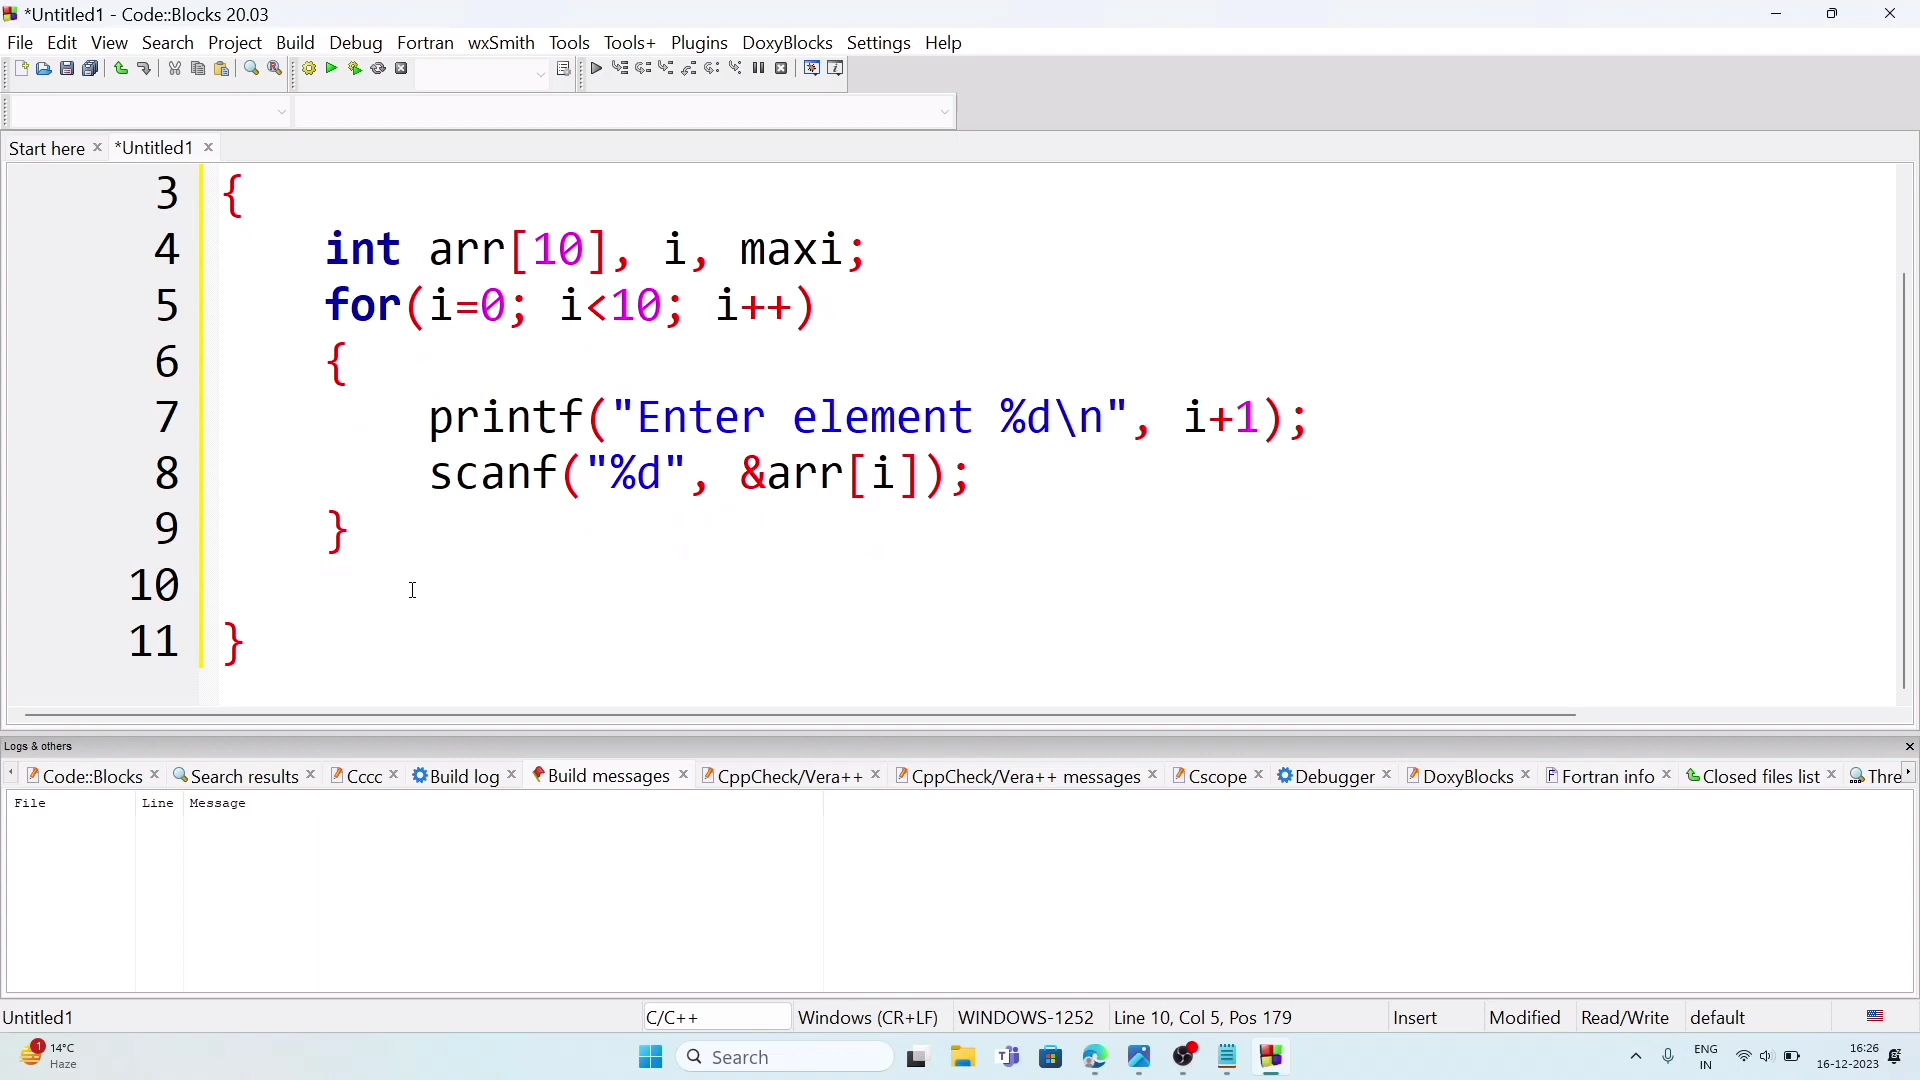 *Untitled1 - Code::Blocks 20.03
File Edit View Search Project Build Debug Fortran wxSmith Tools Tools+ Plugins DoxyBlocks Settings Help
Start here *Untitled1
3 {
4 int arr[10], i, maxi;
5 for(i=0; i<10; i++)
6 {
7 printf("Enter element %d\n", i+1);
8 scanf("%d", &arr[i]);
9 }
10
11 }
Logs & others
Code::Blocks Search results Cccc Build log Build messages CppCheck/Vera++ CppCheck/Vera++ messages Cscope Debugger DoxyBlocks Fortran info Closed files list Thre
File Line Message
Untitled1 C/C++ Windows (CR+LF) WINDOWS-1252 Line 10, Col 5, Pos 179 Insert Modified Read/Write default
1 14°C Haze Search ENG IN 16:26 16-12-2023